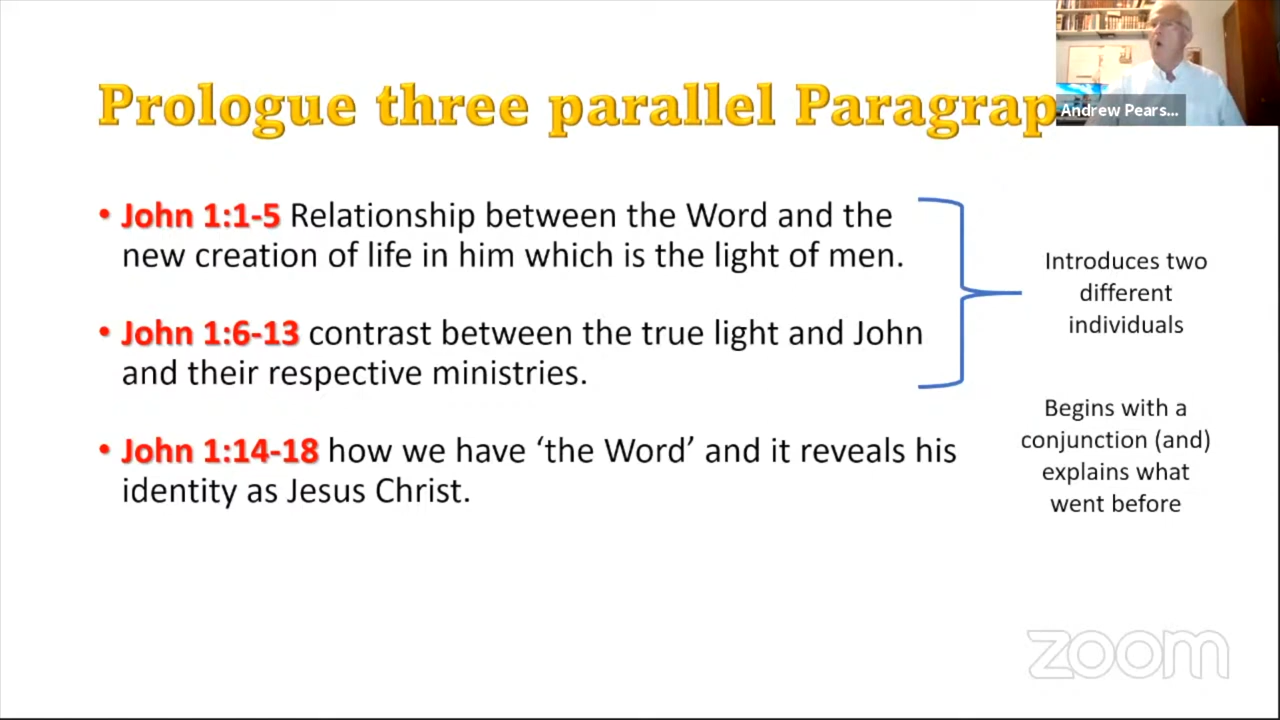 Prologue three parallel Paragrap
Andrew Pears...
• John 1:1-5 Relationship between the Word and the
new creation of life in him which is the light of men.
• John 1:6-13 contrast between the true light and John
and their respective ministries.
• John 1:14-18 how we have ‘the Word’ and it reveals his
identity as Jesus Christ.
Introduces two
different
individuals
Begins with a
conjunction (and)
explains what
went before
zoom